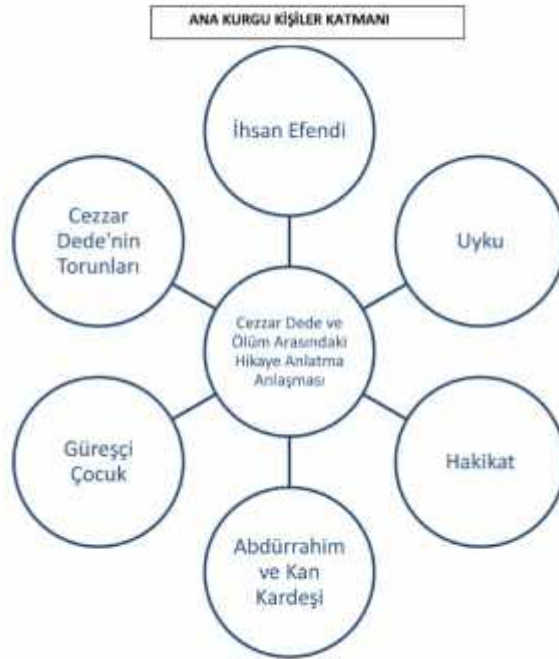 ANA KURGU KİŞİLER KATMANI
İhsan Efendi
Cezzar
Dede'nin
Torunları
Uyku
Cezzar Dede ve
Ölüm Arasındaki
Hikaye Anlatma
Anlaşması
Güreşçi
Çocuk
Hakikat
Abdürrahim
ve Kan
Kardeşi